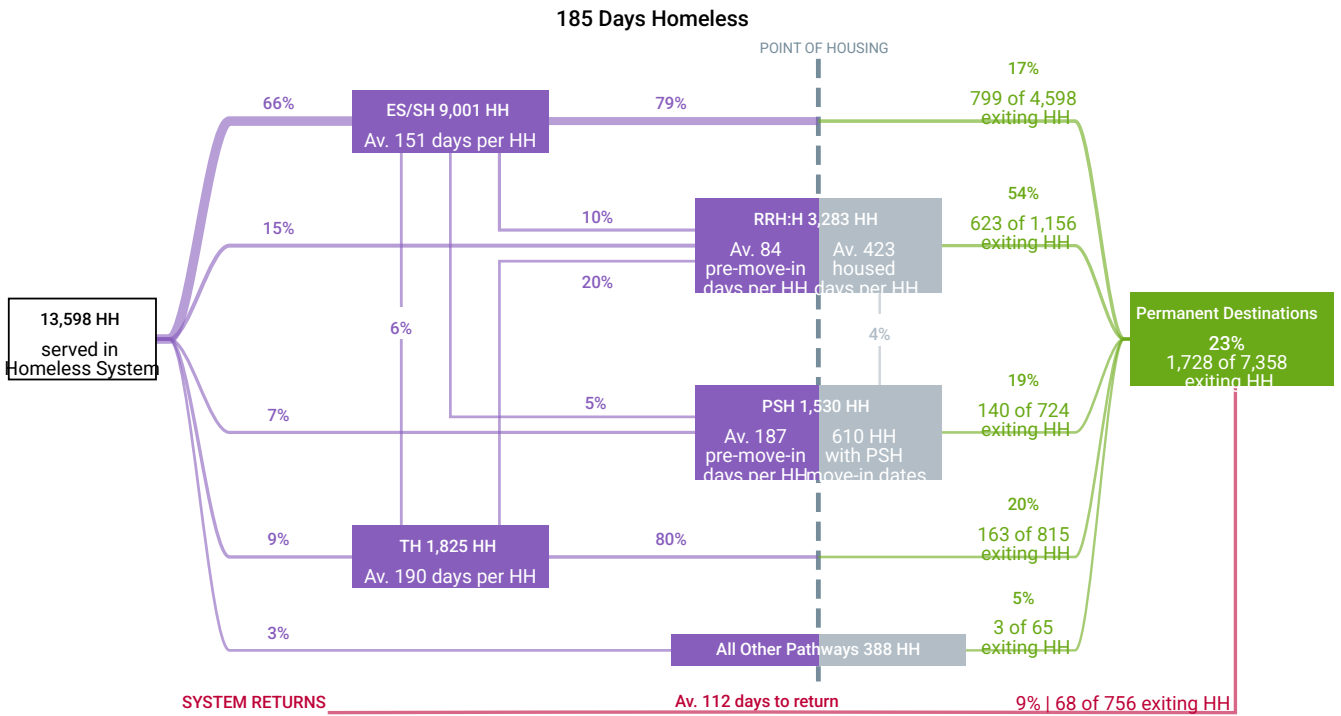 185 Days Homeless
POINT OF HOUSING
66%
ES/SH 9,001 HH
Av. 151 days per HH
79%
17%
799 of 4,598
exiting HH
15%
10%
20%
RRH:H 3,283 HH
Av. 84
pre-move-in
days per HH
Av. 423
housed
days per HH
54%
623 of 1,156
exiting HH
13,598 HH
served in
Homeless System
6%
4%
Permanent Destinations
23%
1,728 of 7,358
exiting HH
7%
5%
PSH 1,530 HH
Av. 187
pre-move-in
days per HH
610 HH
with PSH
move-in dates
19%
140 of 724
exiting HH
9%
TH 1,825 HH
Av. 190 days per HH
80%
20%
163 of 815
exiting HH
3%
All Other Pathways 388 HH
5%
3 of 65
exiting HH
SYSTEM RETURNS
Av. 112 days to return
9% | 68 of 756 exiting HH